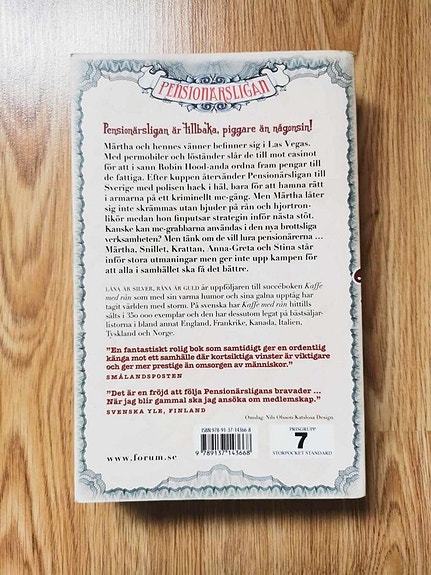 PENSIONÄRSLIGAN
Pensionärsligan är tillbaka, piggare än någonsin!
Märtha och hennes vänner befinner sig i Las Vegas.
Med permobiler och löständer slår de till mot casinot
för att i sann Robin Hood-anda ordna fram pengar till
de fattiga. Efter kuppen återvänder Pensionärsligan till
Sverige med polisen hack i häl, bara för att hamna rätt
i armarna på ett kriminellt mc-gäng. Men Märtha låter
sig inte skrämmas utan bjuder på rån och hjortron-
likör medan hon finputsar strategin inför nästa stöt.
Kanske kan mc-grabbarna användas i den nya brottsliga
verksamheten? Men tänk om de vill lura pensionärerna ...
Märtha, Snillet, Krattan, Anna-Greta och Stina står
inför stora utmaningar men ger inte upp kampen för
att alla i samhället ska få det bättre.
LÅNA ÄR SILVER, RÅNA ÄR GULD är uppföljaren till succéboken Kaffe
med rån som med sin varma humor och sina galna upptåg har
tagit världen med storm. På svenska har Kaffe med rån hittills
sålts i 350 000 exemplar och den har dessutom legat på bästsäljar-
listorna i bland annat England, Frankrike, Kanada, Italien,
Tyskland och Norge.
"En fantastiskt rolig bok som samtidigt ger en ordentlig
känga mot ett samhälle där kortsiktiga vinster är viktigare
och ger mer prestige än omsorgen av människor."
SMÅLANDSPOSTEN
"Det är en fröjd att följa Pensionärsligans bravader ...
När jag blir gammal ska jag ansöka om medlemskap."
SVENSKA YLE, FINLAND
Omslag: Nils Olsson Katslösa Design
ISBN 978-91-37-14366-8
9 789137 143668
PRISGRUPP
7
STORPOCKET STANDARD
www.forum.se